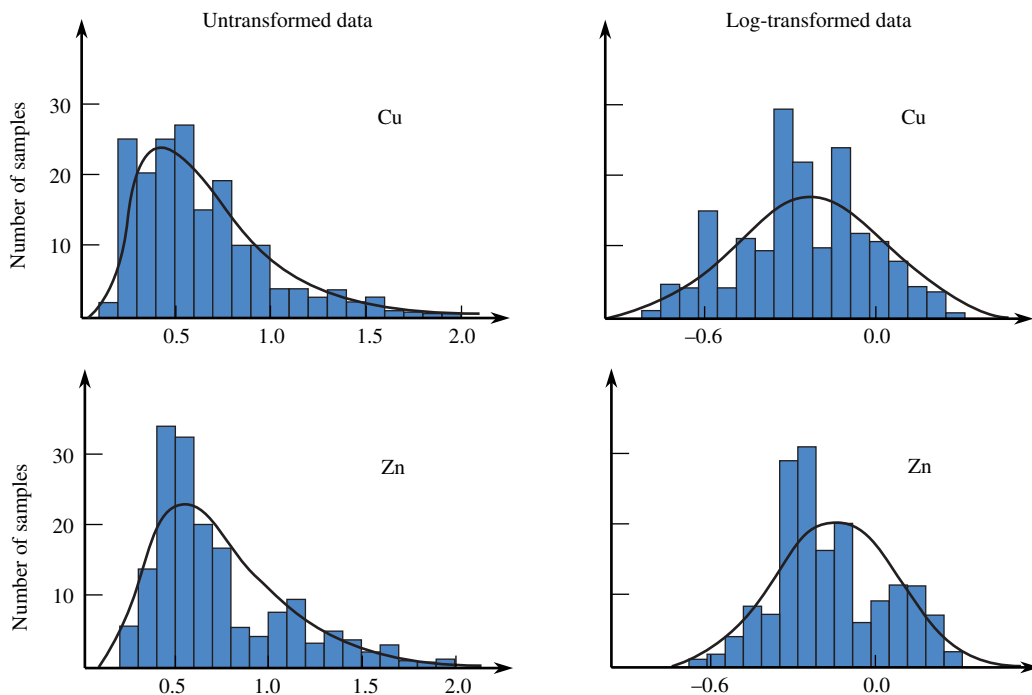 Untransformed data
Log-transformed data
Number of samples
30
20
10
Cu
0.5
1.0
1.5
2.0
Cu
–0.6
0.0
Number of samples
30
20
10
Zn
0.5
1.0
1.5
2.0
Zn
–0.6
0.0